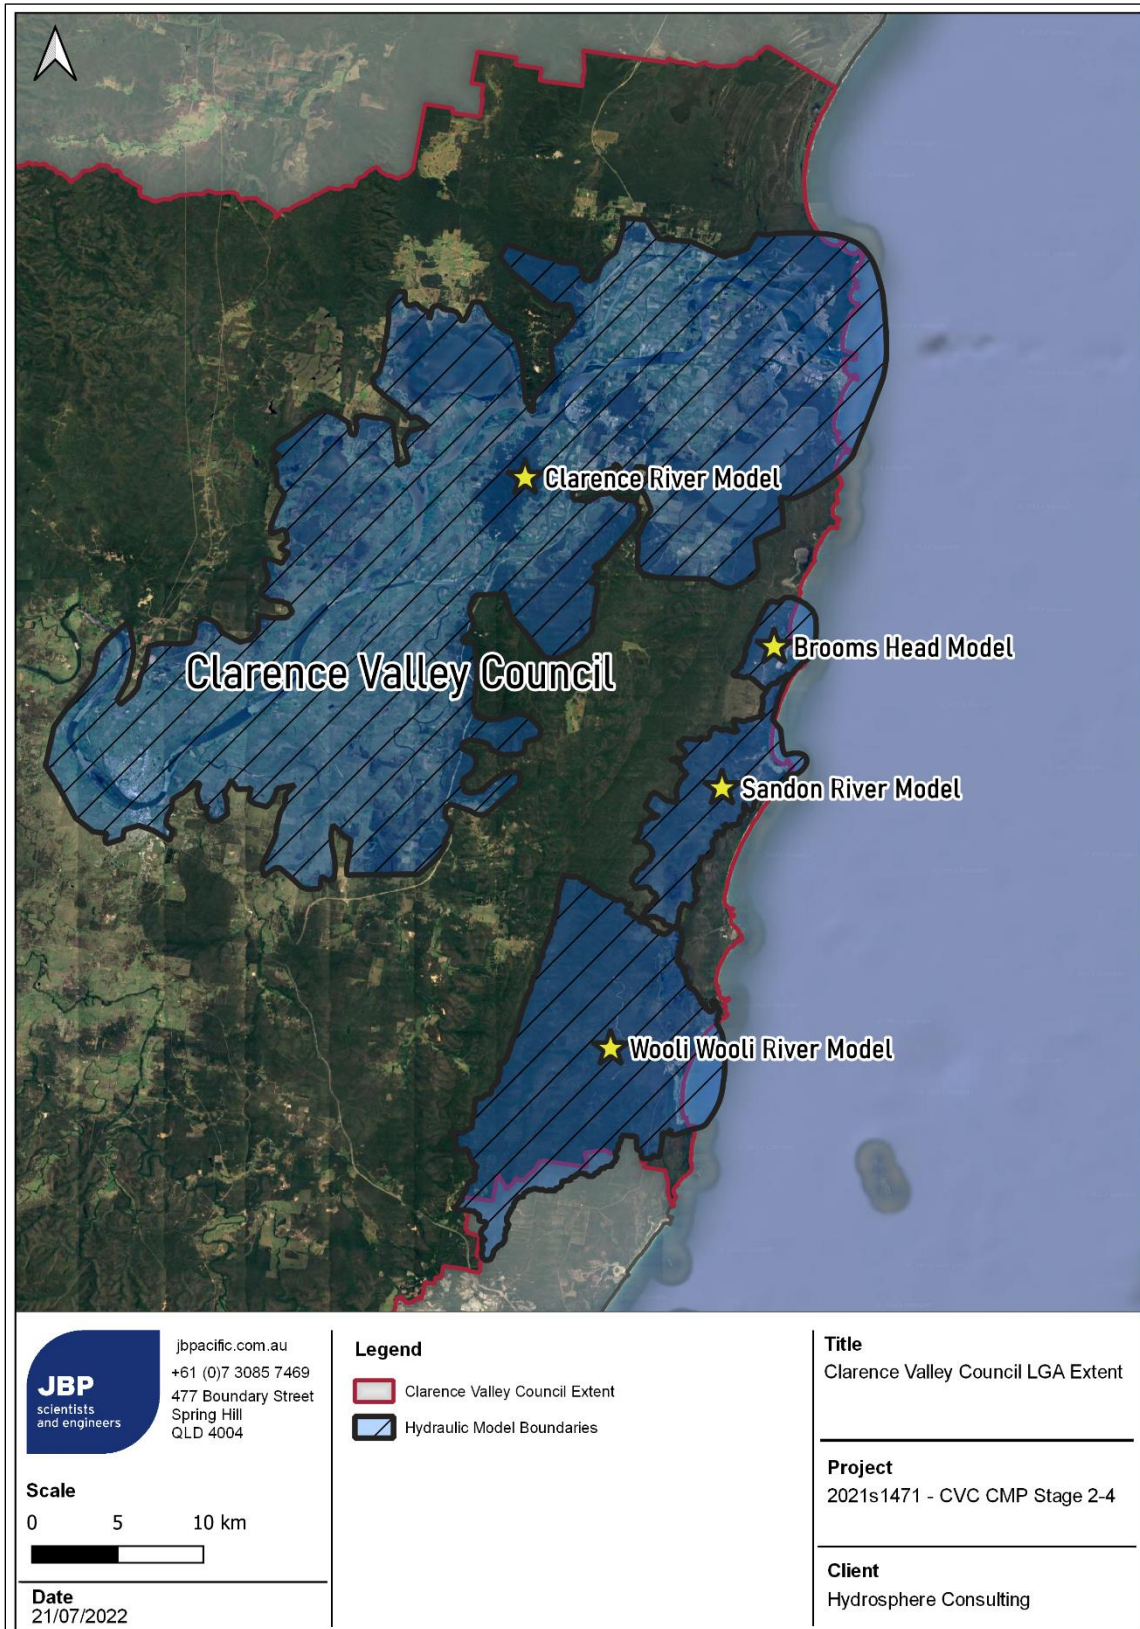 Clarence River Model
Brooms Head Model
Clarence Valley Council
Sandon River Model
Wooli Wooli River Model
JBP
scientists
and engineers
jbpacific.com.au
+61 (0)7 3085 7469
477 Boundary Street
Spring Hill
QLD 4004
Scale
0 5 10 km
Date
21/07/2022
Legend
Clarence Valley Council Extent
Hydraulic Model Boundaries
Title
Clarence Valley Council LGA Extent
Project
2021s1471 - CVC CMP Stage 2-4
Client
Hydrosphere Consulting